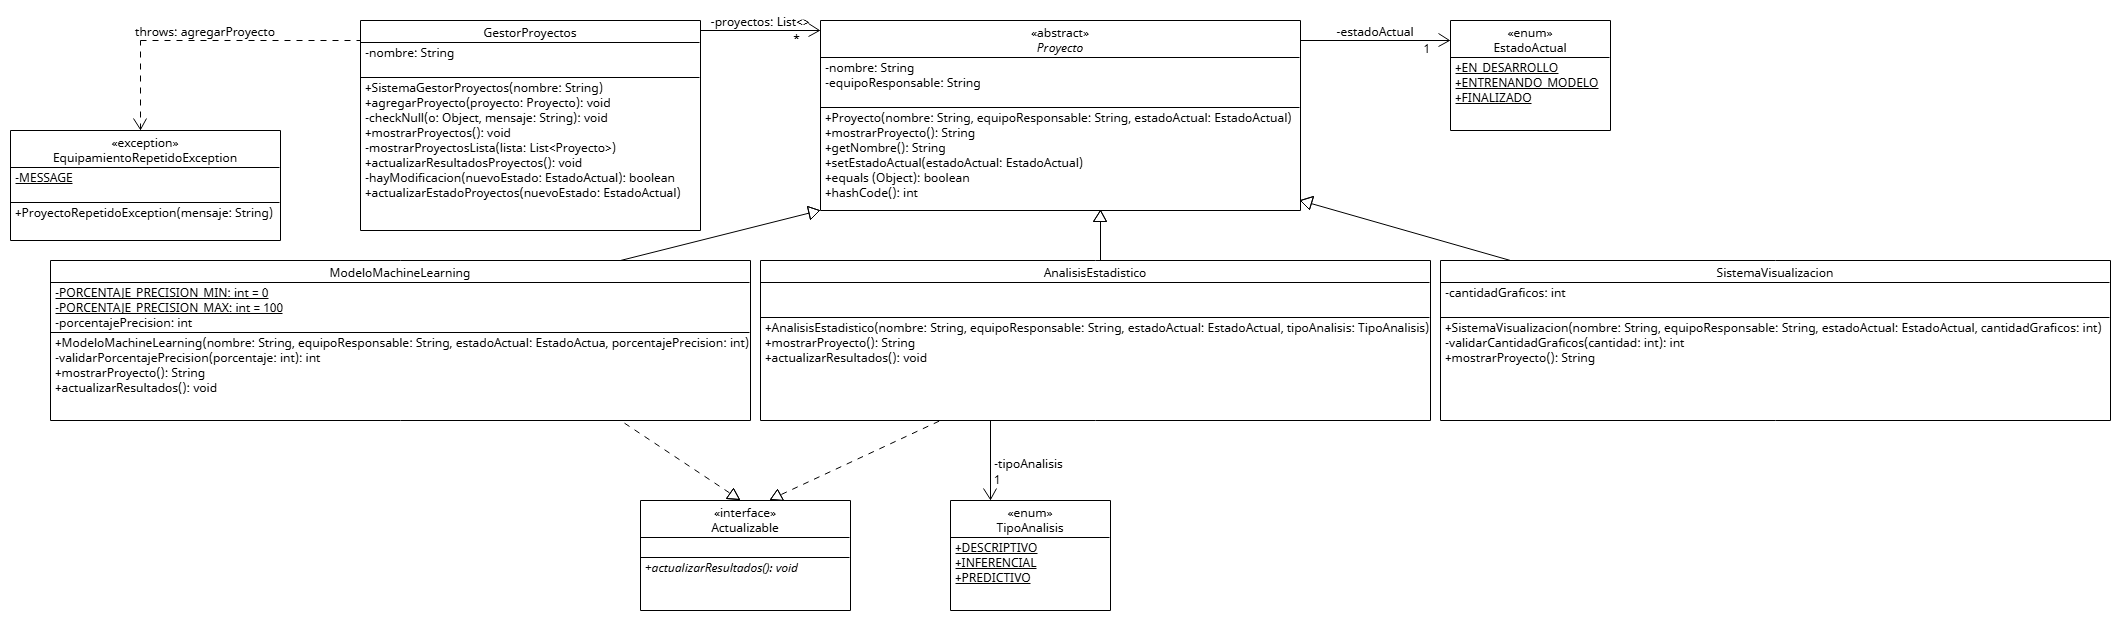 throws: agregarProyecto
GestorProyectos
-nombre: String
+SistemaGestorProyectos(nombre: String)
+agregarProyecto(proyecto: Proyecto): void
-checkNull(o: Object, mensaje: String): void
+mostrarProyectos(): void
-mostrarProyectosLista(lista: List<Proyecto>)
+actualizarResultadosProyectos(): void
-hayModificacion(nuevoEstado: EstadoActual): boolean
+actualizarEstadoProyectos(nuevoEstado: EstadoActual)
-proyectos: List<>
*
«abstract»
Proyecto
-nombre: String
-equipoResponsable: String
+Proyecto(nombre: String, equipoResponsable: String, estadoActual: EstadoActual)
+mostrarProyecto(): String
+getNombre(): String
+setEstadoActual(estadoActual: EstadoActual)
+equals (Object): boolean
+hashCode(): int
-estadoActual
1
«enum»
EstadoActual
+EN_DESARROLLO
+ENTRENANDO_MODELO
+FINALIZADO
«exception»
EquipamientoRepetidoException
-MESSAGE
+ProyectoRepetidoException(mensaje: String)
ModeloMachineLearning
-PORCENTAJE_PRECISION_MIN: int = 0
-PORCENTAJE_PRECISION_MAX: int = 100
-porcentajePrecision: int
+ModeloMachineLearning(nombre: String, equipoResponsable: String, estadoActual: EstadoActua, porcentajePrecision: int)
-validarPorcentajePrecision(porcentaje: int): int
+mostrarProyecto(): String
+actualizarResultados(): void
AnalisisEstadistico
+AnalisisEstadistico(nombre: String, equipoResponsable: String, estadoActual: EstadoActual, tipoAnalisis: TipoAnalisis)
+mostrarProyecto(): String
+actualizarResultados(): void
SistemaVisualizacion
-cantidadGraficos: int
+SistemaVisualizacion(nombre: String, equipoResponsable: String, estadoActual: EstadoActual, cantidadGraficos: int)
-validarCantidadGraficos(cantidad: int): int
+mostrarProyecto(): String
-tipoAnalisis
1
«interface»
Actualizable
+actualizarResultados(): void
«enum»
TipoAnalisis
+DESCRIPTIVO
+INFERENCIAL
+PREDICTIVO